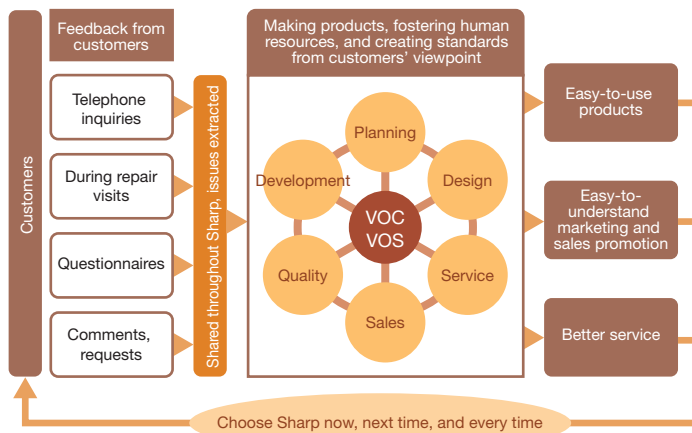 Customers
Feedback from
customers
Telephone
inquiries
During repair
visits
Questionnaires
Comments,
requests
Shared throughout Sharp, issues extracted
Making products, fostering human
resources, and creating standards
from customers’ viewpoint
Planning
Development
Design
VOC
VOS
Quality
Service
Sales
Easy-to-use
products
Easy-to-
understand
marketing and
sales promotion
Better service
Choose Sharp now, next time, and every time